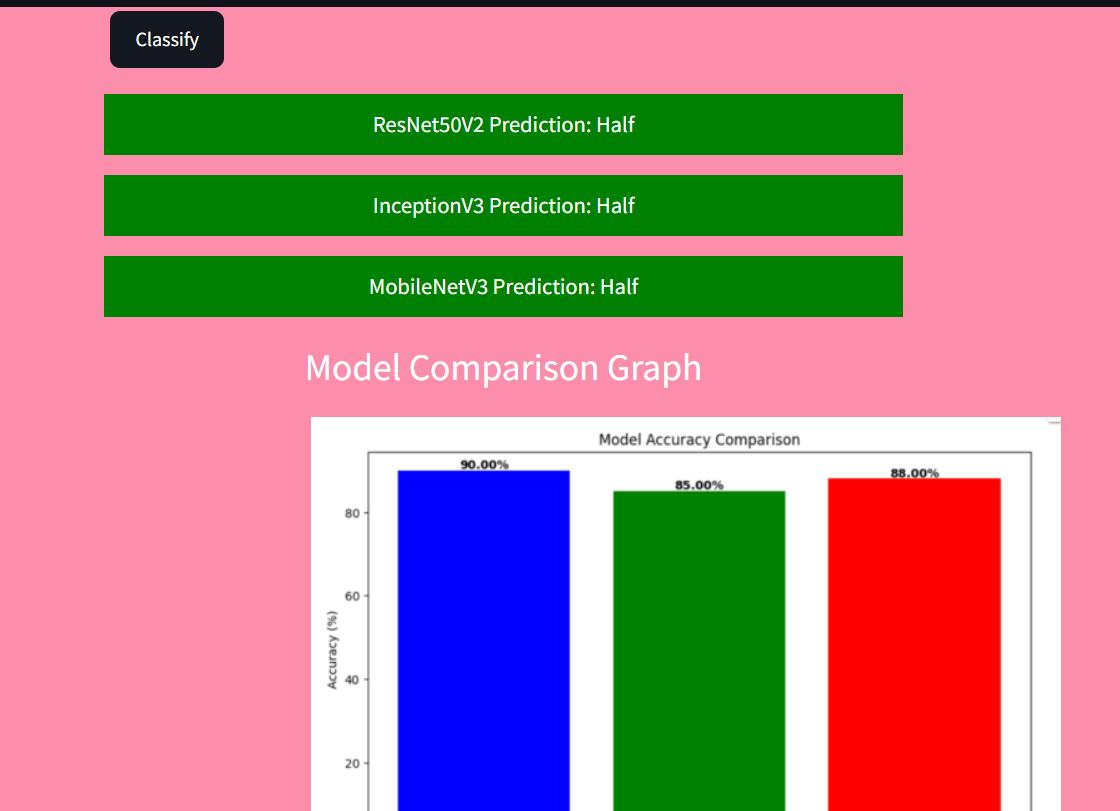 Classify
ResNet50V2 Prediction: Half
InceptionV3 Prediction: Half
MobileNetV3 Prediction: Half
Model Comparison Graph
Model Accuracy Comparison
90.00%
85.00%
88.00%
80
60
Accuracy (%)
40
20